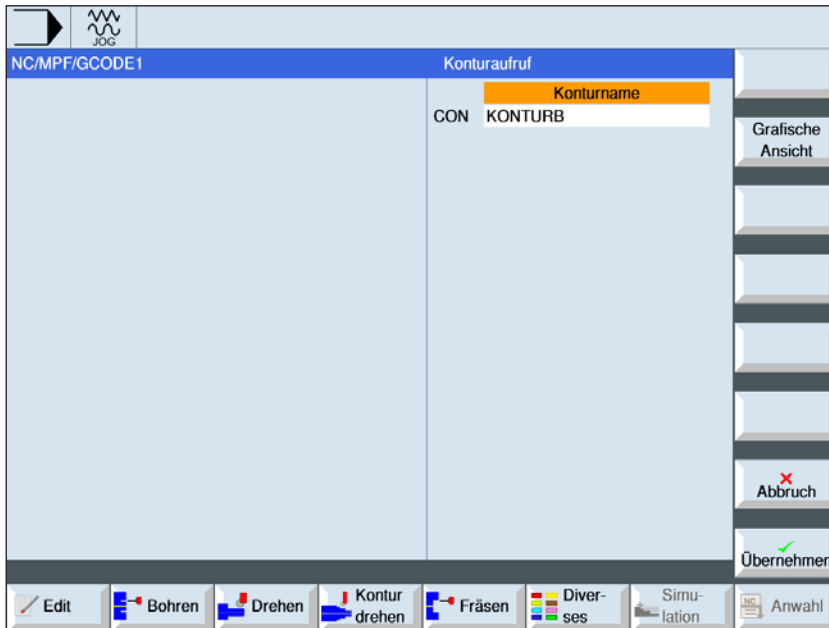 JOG
NC/MPF/GCODE1
Konturaufruf
Konturname
CON KONTURB
Grafische
Ansicht
Abbruch
Übernehmen
Edit
Bohren
Drehen
Kontur
drehen
Fräsen
Diver-
ses
Simu-
lation
NC
Anwahl